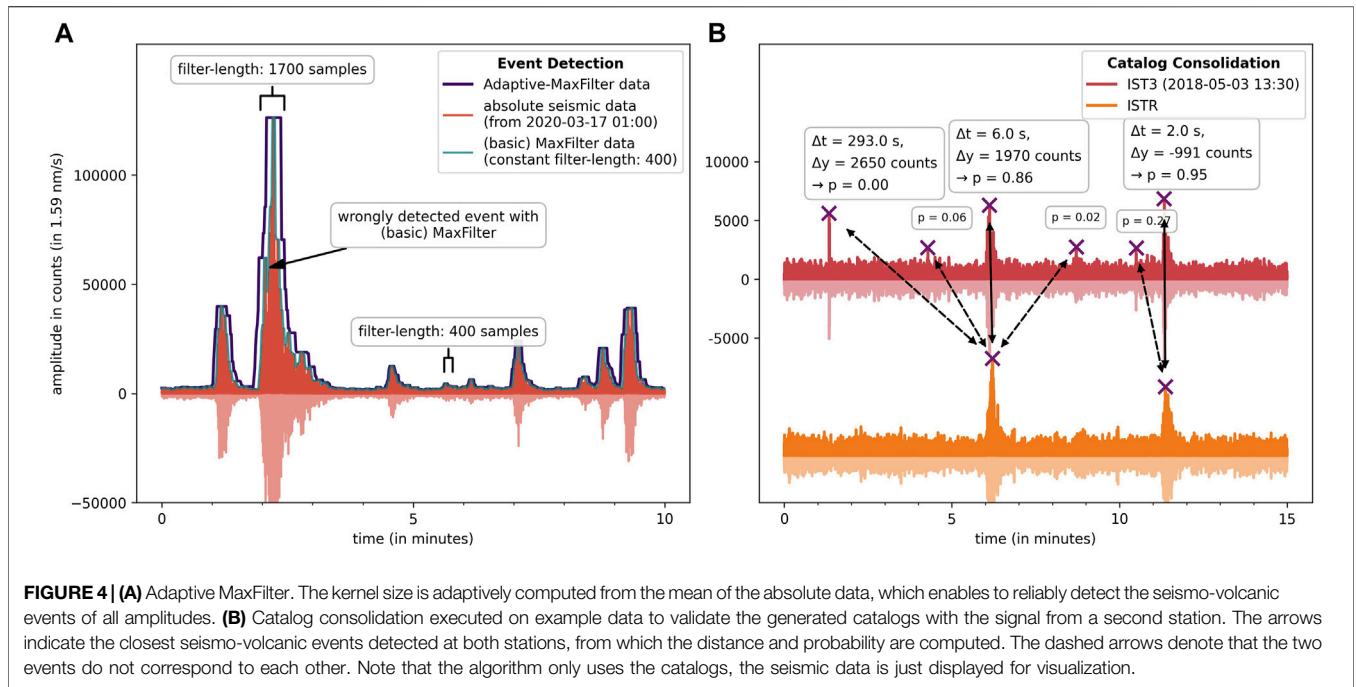 A
filter-length: 1700 samples
Event Detection
Adaptive-MaxFilter data
absolute seismic data
(from 2020-03-17 01:00)
(basic) MaxFilter data
(constant filter-length: 400)
wrongly detected event with
(basic) MaxFilter
filter-length: 400 samples
amplitude in counts (in 1.59 nm/s)
100000
50000
0
−50000
0
5
10
time (in minutes)
B
Catalog Consolidation
IST3 (2018-05-03 13:30)
ISTR
Δt = 293.0 s,
Δy = 2650 counts
→ p = 0.00
Δt = 6.0 s,
Δy = 1970 counts
→ p = 0.86
Δt = 2.0 s,
Δy = -991 counts
→ p = 0.95
p = 0.06
p = 0.02
p = 0.27
10000
5000
0
-5000
0
5
10
15
time (in minutes)
FIGURE 4 | (A) Adaptive MaxFilter. The kernel size is adaptively computed from the mean of the absolute data, which enables to reliably detect the seismo-volcanic
events of all amplitudes. (B) Catalog consolidation executed on example data to validate the generated catalogs with the signal from a second station. The arrows
indicate the closest seismo-volcanic events detected at both stations, from which the distance and probability are computed. The dashed arrows denote that the two
events do not correspond to each other. Note that the algorithm only uses the catalogs, the seismic data is just displayed for visualization.